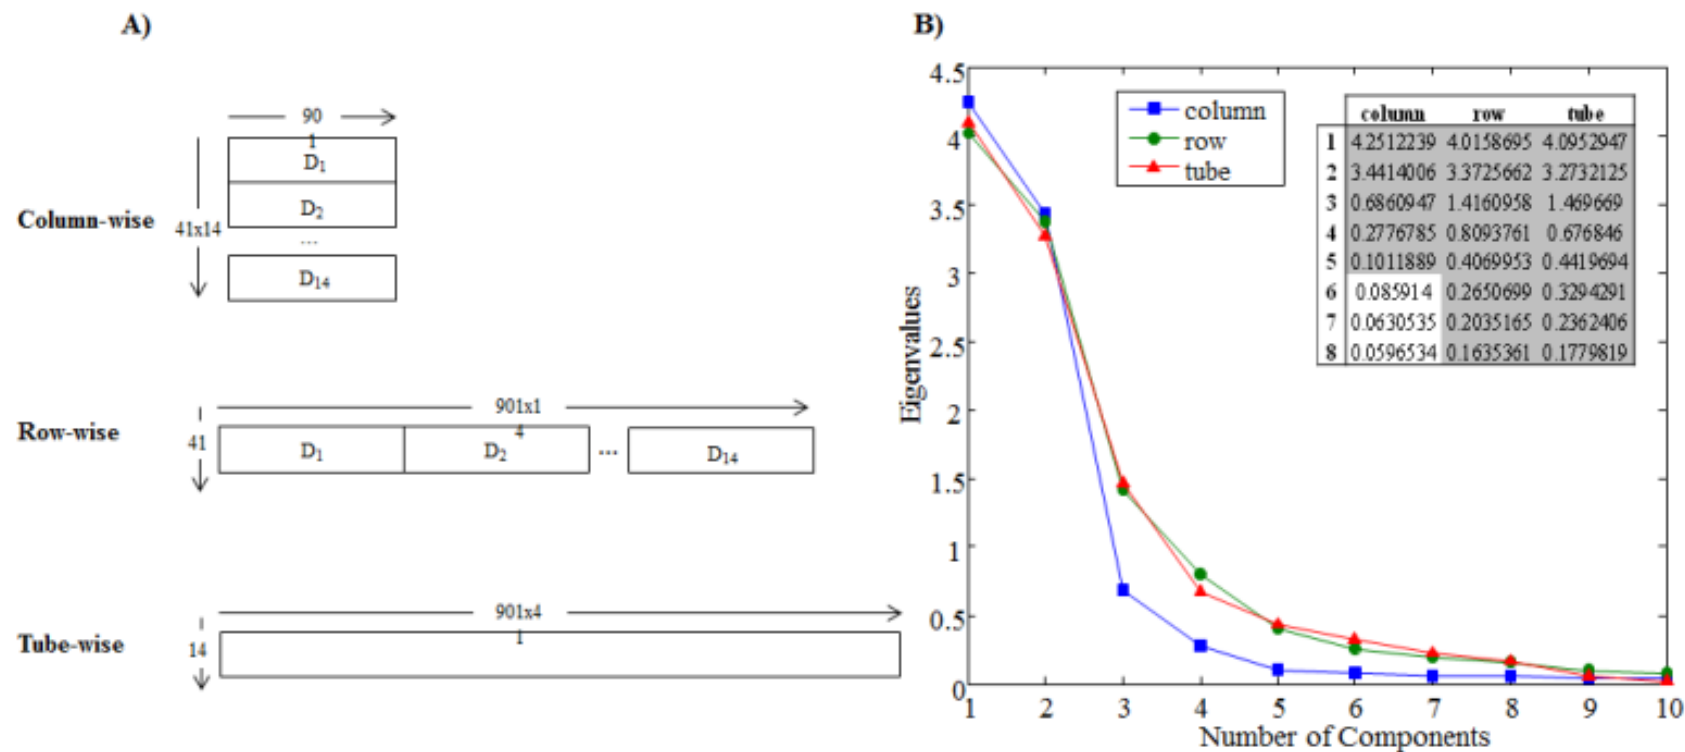 A)
90
1
D1
D2
...
D14
Column-wise
41x14
901x1
4
Row-wise
41
D1
D2
...
D14
901x4
1
Tube-wise
14
B)
4.5
4
3.5
3
2.5
2
1.5
1
0.5
0
Eigenvalues
column
row
tube
column row tube
1 4.2512239 4.0158695 4.0952947
2 3.4414006 3.3725662 3.2732125
3 0.6860947 1.4160958 1.469669
4 0.2776785 0.8093761 0.676846
5 0.1011889 0.4069953 0.4419694
6 0.085914 0.2650699 0.3294291
7 0.0630535 0.2035165 0.2362406
8 0.0596534 0.1635361 0.1779819
1 2 3 4 5 6 7 8 9 10
Number of Components